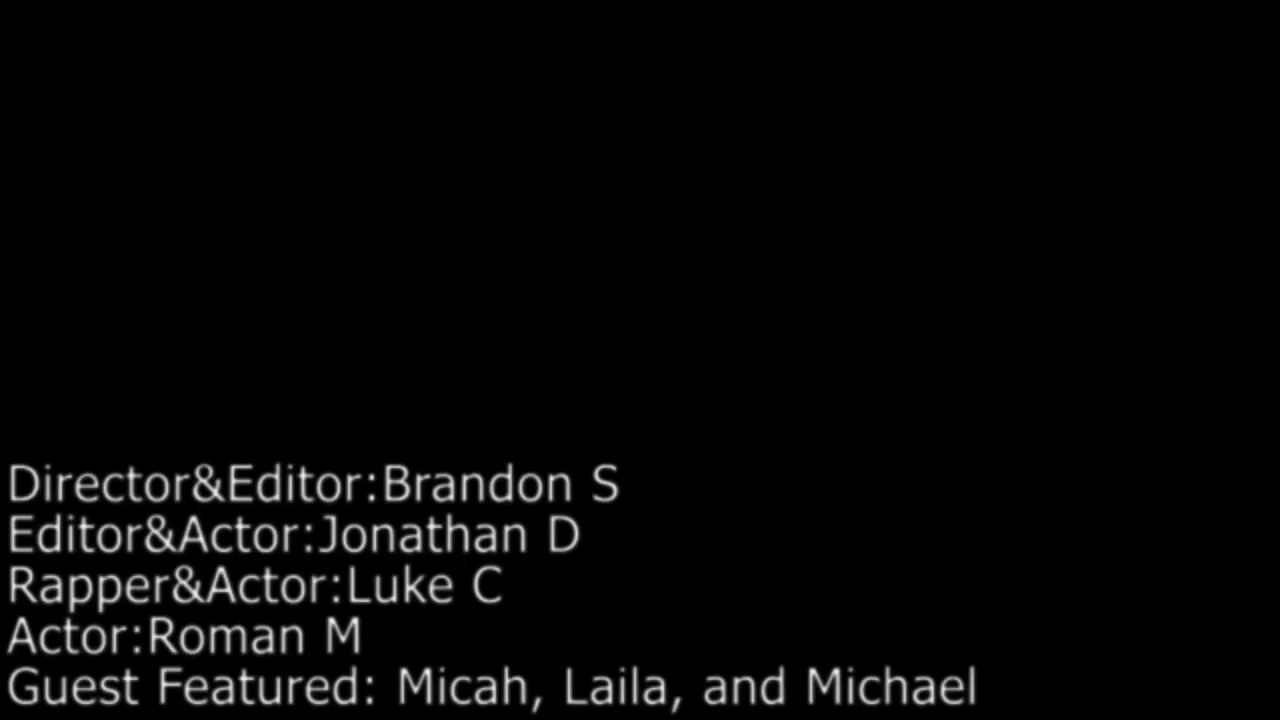 Director&Editor:Brandon S
Editor&Actor:Jonathan D
Rapper&Actor:Luke C
Actor:Roman M
Guest Featured: Micah, Laila, and Michael